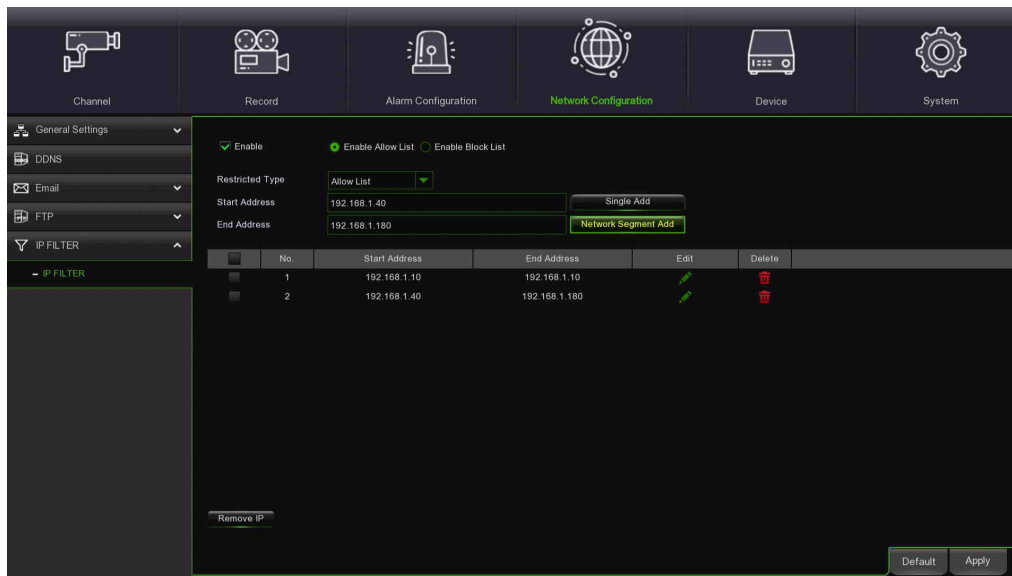 Channel
Record
Alarm Configuration
Network Configuration
Device
System
General Settings
DDNS
Email
FTP
IP FILTER
IP FILTER
Enable
Enable Allow List
Enable Block List
Restricted Type
Allow List
Start Address
192.168.1.40
Single Add
End Address
192.168.1.180
Network Segment Add
No. Start Address End Address Edit Delete
1 192.168.1.10 192.168.1.10
2 192.168.1.40 192.168.1.180
Remove IP
Default
Apply